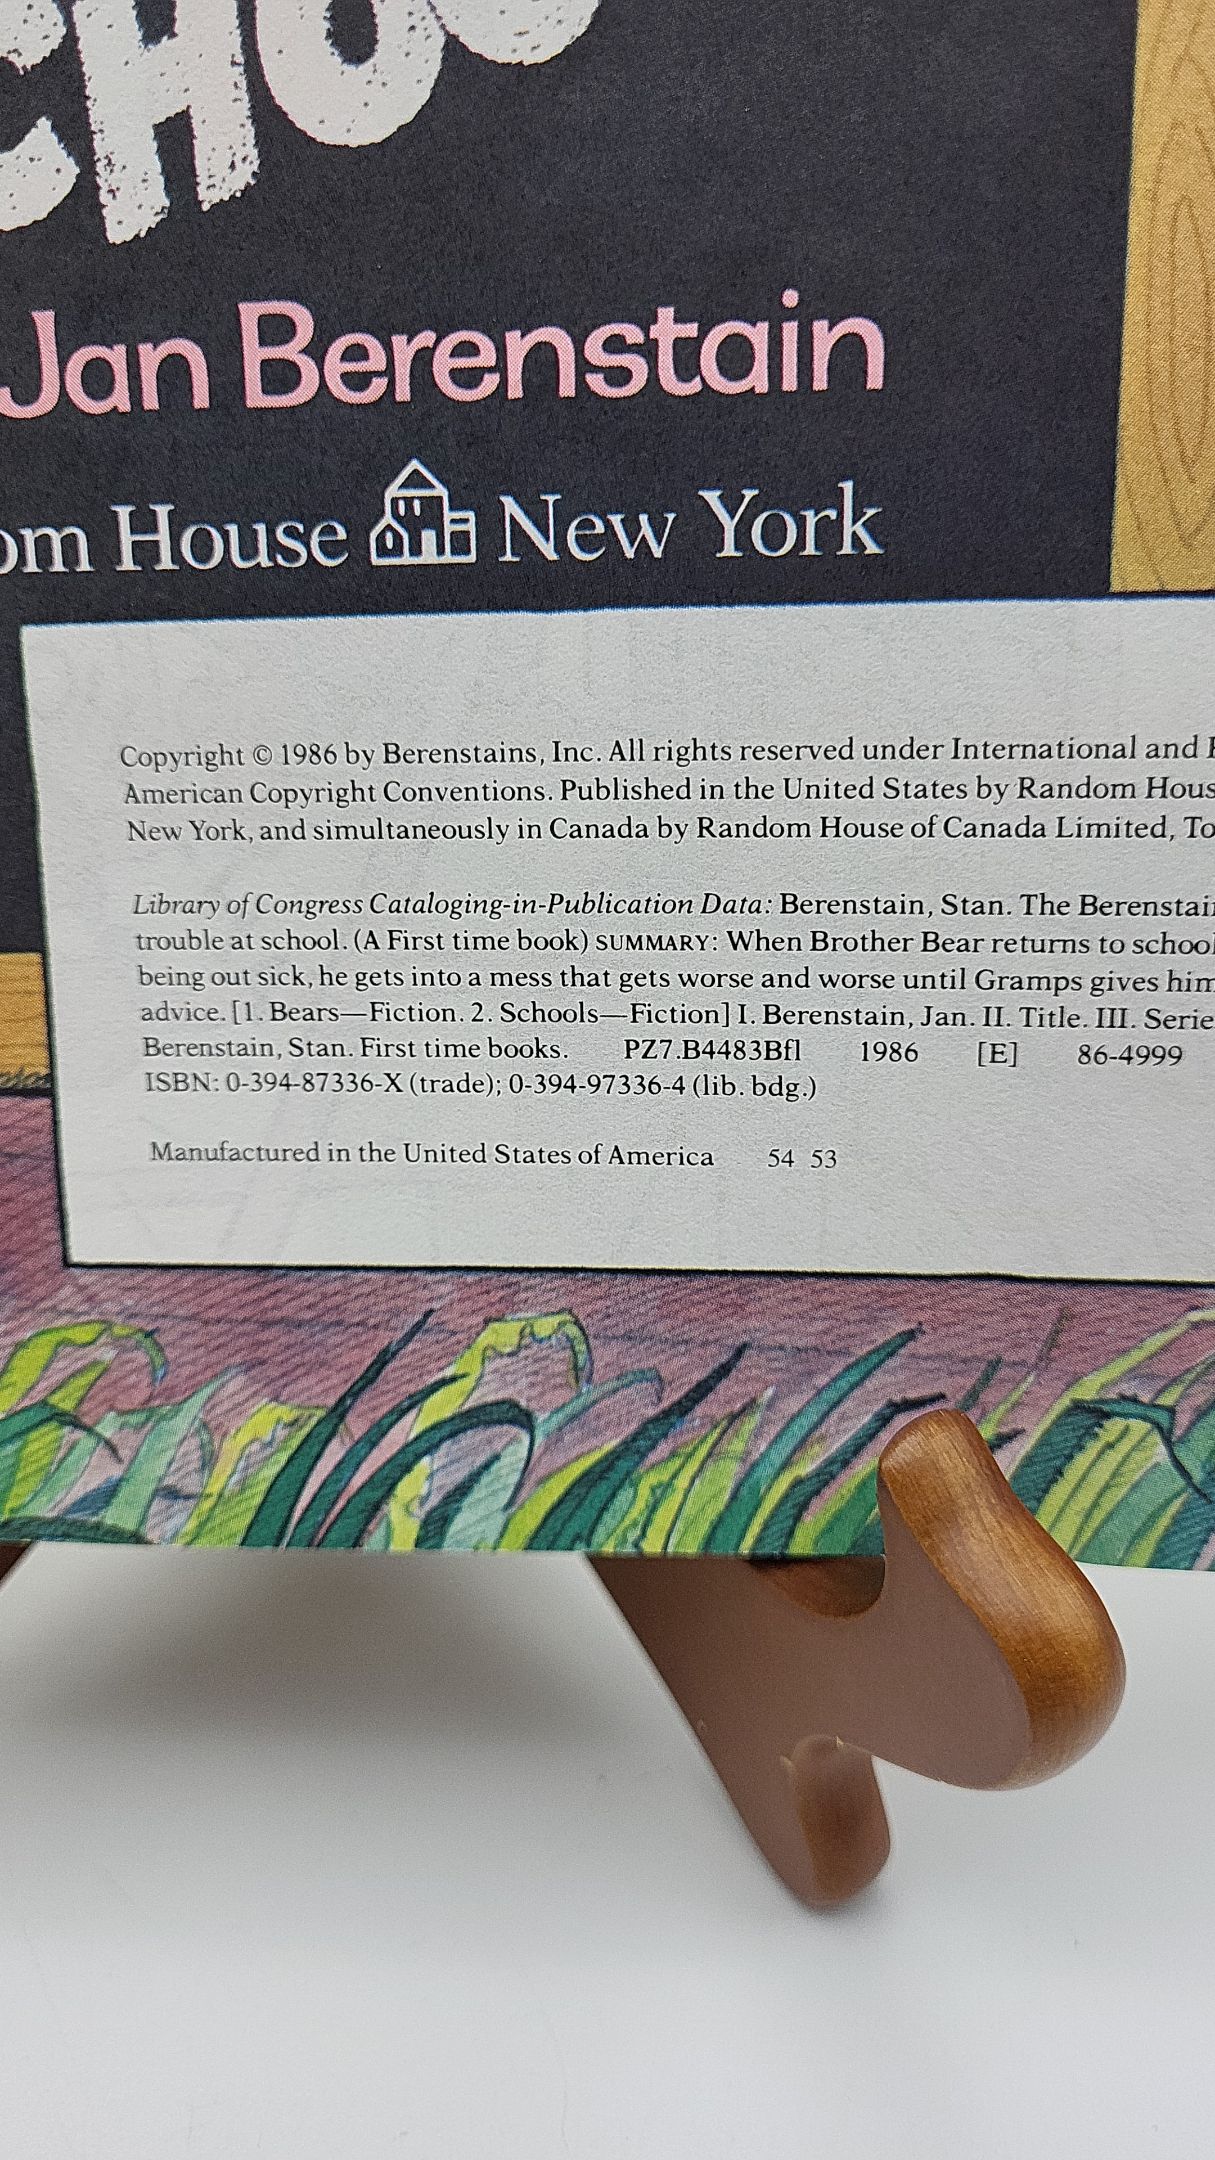 Jan Berenstain
House New York
Copyright © 1986 by Berenstains, Inc. All rights reserved under International and
American Copyright Conventions. Published in the United States by Random Hous
New York, and simultaneously in Canada by Random House of Canada Limited, To
Library of Congress Cataloging-in-Publication Data: Berenstain, Stan. The Berenstai
trouble at school. (A First time book) SUMMARY: When Brother Bear returns to school
being out sick, he gets into a mess that gets worse and worse until Gramps gives him
advice. [1. Bears—Fiction. 2. Schools—Fiction] I. Berenstain, Jan. II. Title. III. Serie
Berenstain, Stan. First time books. PZ7.B4483Bfl 1986 [E] 86-4999
ISBN: 0-394-87336-X (trade); 0-394-97336-4 (lib. bdg.)
Manufactured in the United States of America 54 53